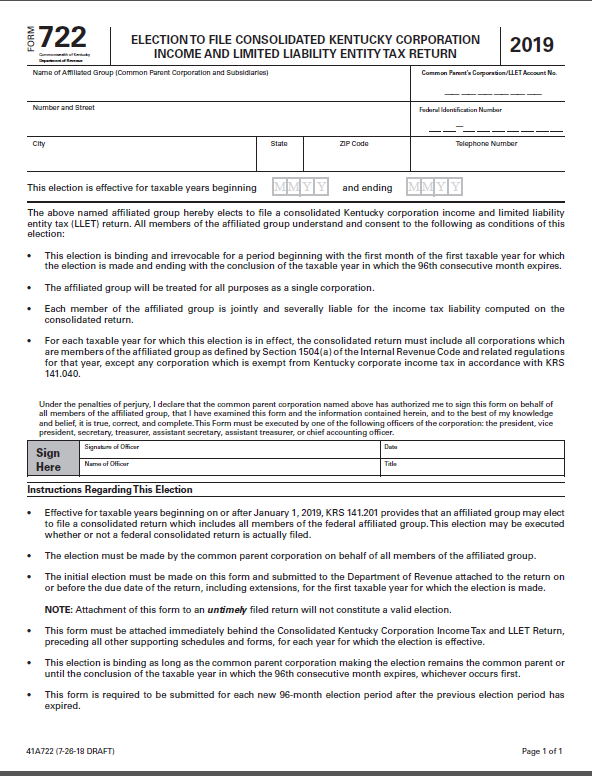 FORM 722
Commonwealth of Kentucky
Department of Revenue
ELECTION TO FILE CONSOLIDATED KENTUCKY CORPORATION
INCOME AND LIMITED LIABILITY ENTITY TAX RETURN
2019
Name of Affiliated Group (Common Parent Corporation and Subsidiaries)
Common Parent's Corporation/LLET Account No.
__ __ __ __ __ __ __
Number and Street
Federal Identification Number
__ __ – __ __ __ __ __ __ __
City
State
ZIP Code
Telephone Number
This election is effective for taxable years beginning MMYY and ending MMYY
The above named affiliated group hereby elects to file a consolidated Kentucky corporation income and limited liability
entity tax (LLET) return. All members of the affiliated group understand and consent to the following as conditions of this
election:
• This election is binding and irrevocable for a period beginning with the first month of the first taxable year for which
the election is made and ending with the conclusion of the taxable year in which the 96th consecutive month expires.
• The affiliated group will be treated for all purposes as a single corporation.
• Each member of the affiliated group is jointly and severally liable for the income tax liability computed on the
consolidated return.
• For each taxable year for which this election is in effect, the consolidated return must include all corporations which
are members of the affiliated group as defined by Section 1504(a) of the Internal Revenue Code and related regulations
for that year, except any corporation which is exempt from Kentucky corporate income tax in accordance with KRS
141.040.
Under the penalties of perjury, I declare that the common parent corporation named above has authorized me to sign this form on behalf of
all members of the affiliated group, that I have examined this form and the information contained herein, and to the best of my knowledge
and belief, it is true, correct, and complete. This Form must be executed by one of the following officers of the corporation: the president, vice
president, secretary, treasurer, assistant secretary, assistant treasurer, or chief accounting officer.
Sign
Here
Signature of Officer
Date
Name of Officer
Title
Instructions Regarding This Election
• Effective for taxable years beginning on or after January 1, 2019, KRS 141.201 provides that an affiliated group may elect
to file a consolidated return which includes all members of the federal affiliated group. This election may be executed
whether or not a federal consolidated return is actually filed.
• The election must be made by the common parent corporation on behalf of all members of the affiliated group.
• The initial election must be made on this form and submitted to the Department of Revenue attached to the return on
or before the due date of the return, including extensions, for the first taxable year for which the election is made.
NOTE: Attachment of this form to an untimely filed return will not constitute a valid election.
• This form must be attached immediately behind the Consolidated Kentucky Corporation Income Tax and LLET Return,
preceding all other supporting schedules and forms, for each year for which the election is effective.
• This election is binding as long as the common parent corporation making the election remains the common parent or
until the conclusion of the taxable year in which the 96th consecutive month expires, whichever occurs first.
• This form is required to be submitted for each new 96-month election period after the previous election period has
expired.
41A722 (7-26-18 DRAFT)
Page 1 of 1